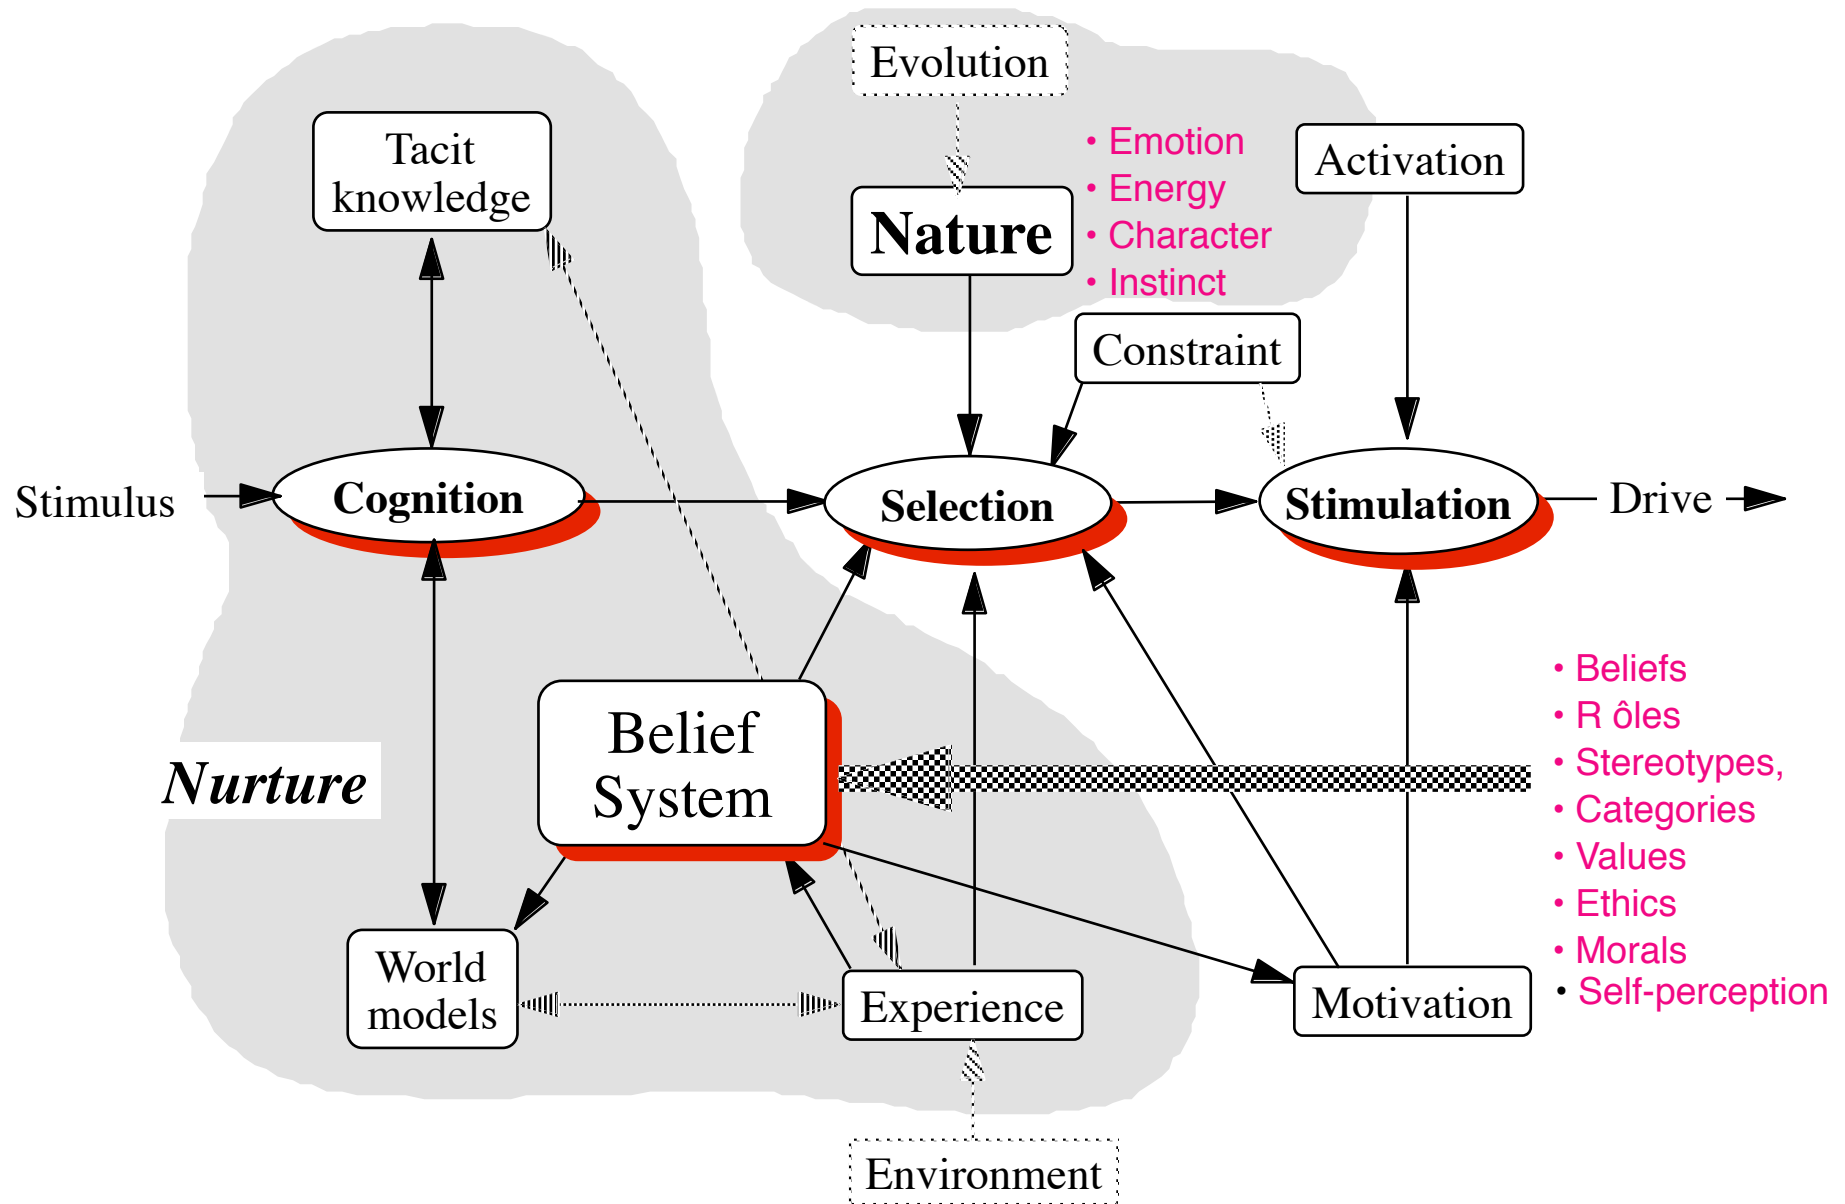 Evolution
Tacit
knowledge
• Emotion
Activation
• Energy
Nature
• Character
• Instinct
Constraint
Stimulus
Cognition
Selection
Stimulation
Drive
• Beliefs
• R ôles
Belief
System
• Stereotypes,
Nurture
• Categories
• Values
• Ethics
• Morals
• Self-perception
World
models
Experience
Motivation
Environment